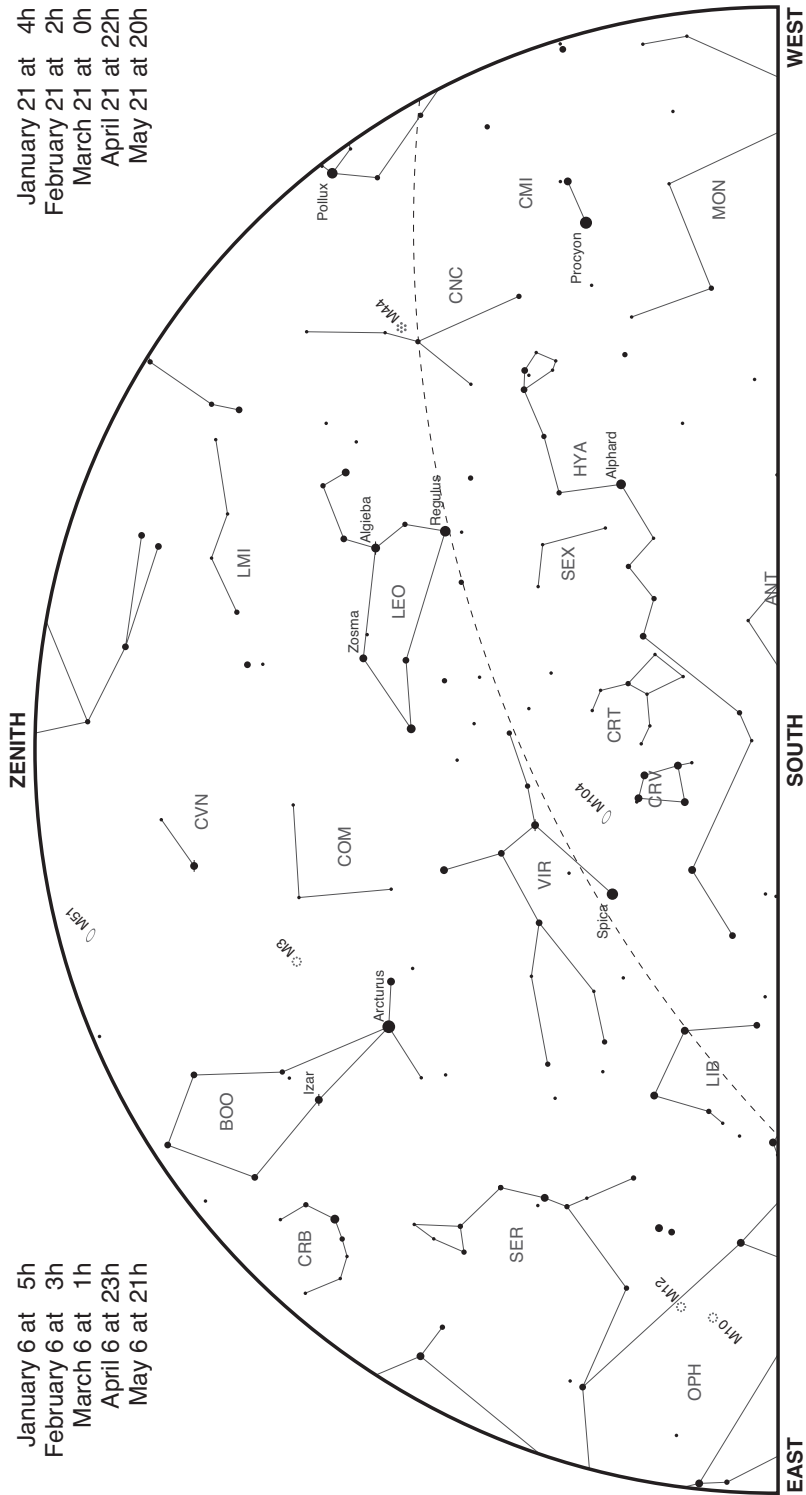 January 6 at 5h
February 6 at 3h
March 6 at 1h
April 6 at 23h
May 6 at 21h
January 21 at 4h
February 21 at 2h
March 21 at 0h
April 21 at 22h
May 21 at 20h
ZENITH
M51
CVN
LMI
M3
COM
Pollux
BOO
Izar
Arcturus
Zosma
Algieba
LEO
Regulus
M44
CNC
CRB
CMI
Procyon
SER
VIR
Spica
M104
CRT
CRV
SEX
HYA
Alphard
MON
M12
M10
OPH
LIB
ANT
EAST
SOUTH
WEST